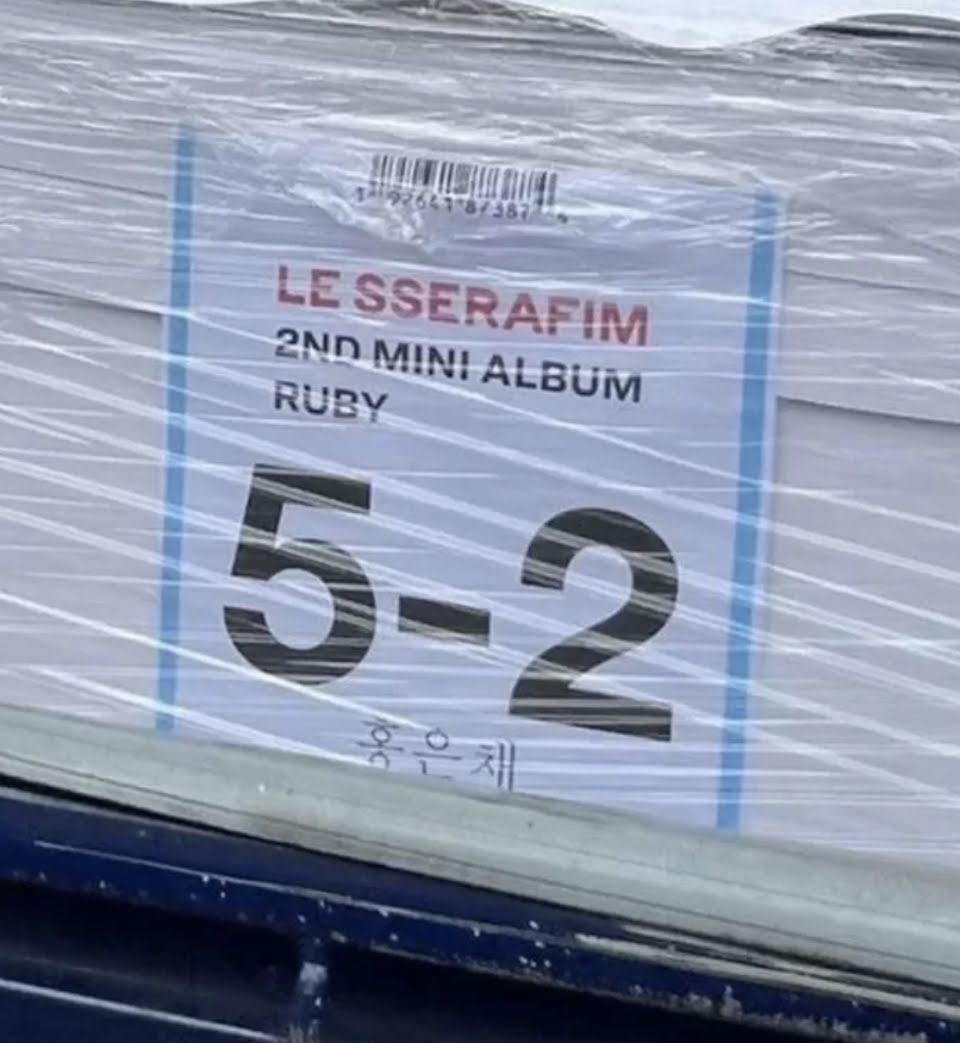 LE SSERAFIM
2ND MINI ALBUM
RUBY
5-2
홍은채